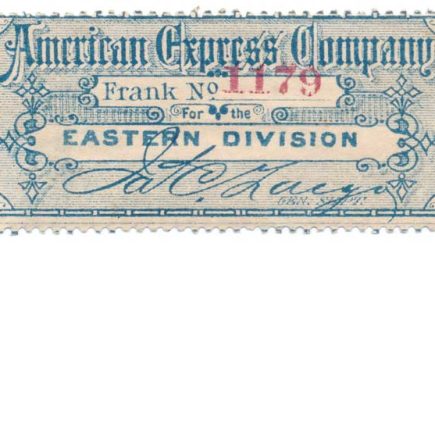 American Express Company
Frank No 1179
For the
EASTERN DIVISION
GEN. SUPT.